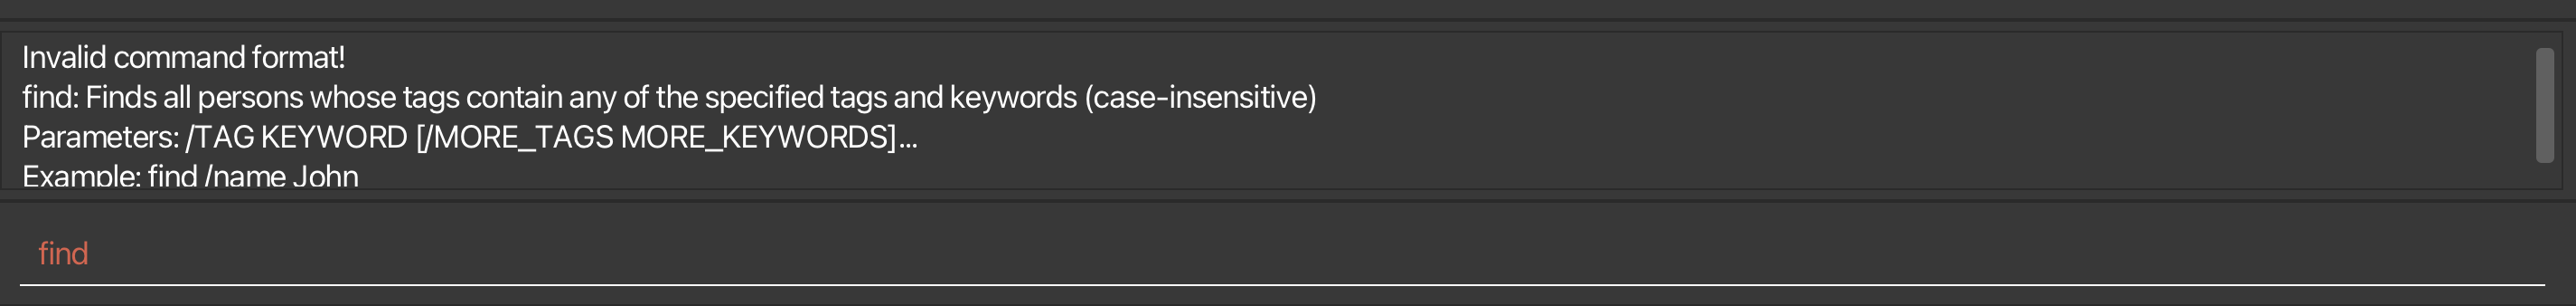 Invalid command format!
find: Finds all persons whose tags contain any of the specified tags and keywords (case-insensitive)
Parameters: /TAG KEYWORD [/MORE_TAGS MORE_KEYWORDS]...
Example: find /name John
find